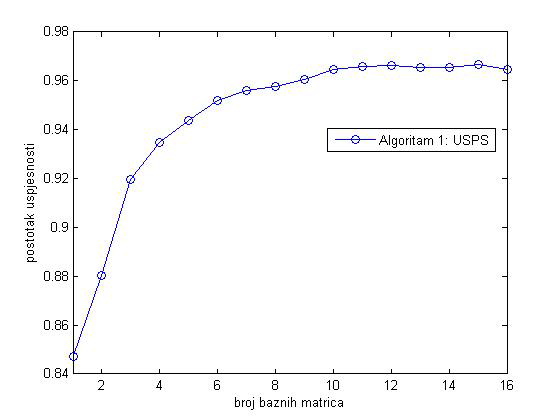 0.98
0.96
0.94
0.92
0.9
0.88
0.86
0.84
postotak uspjesnosti
Algoritam 1: USPS
2 4 6 8 10 12 14 16
broj baznih matrica